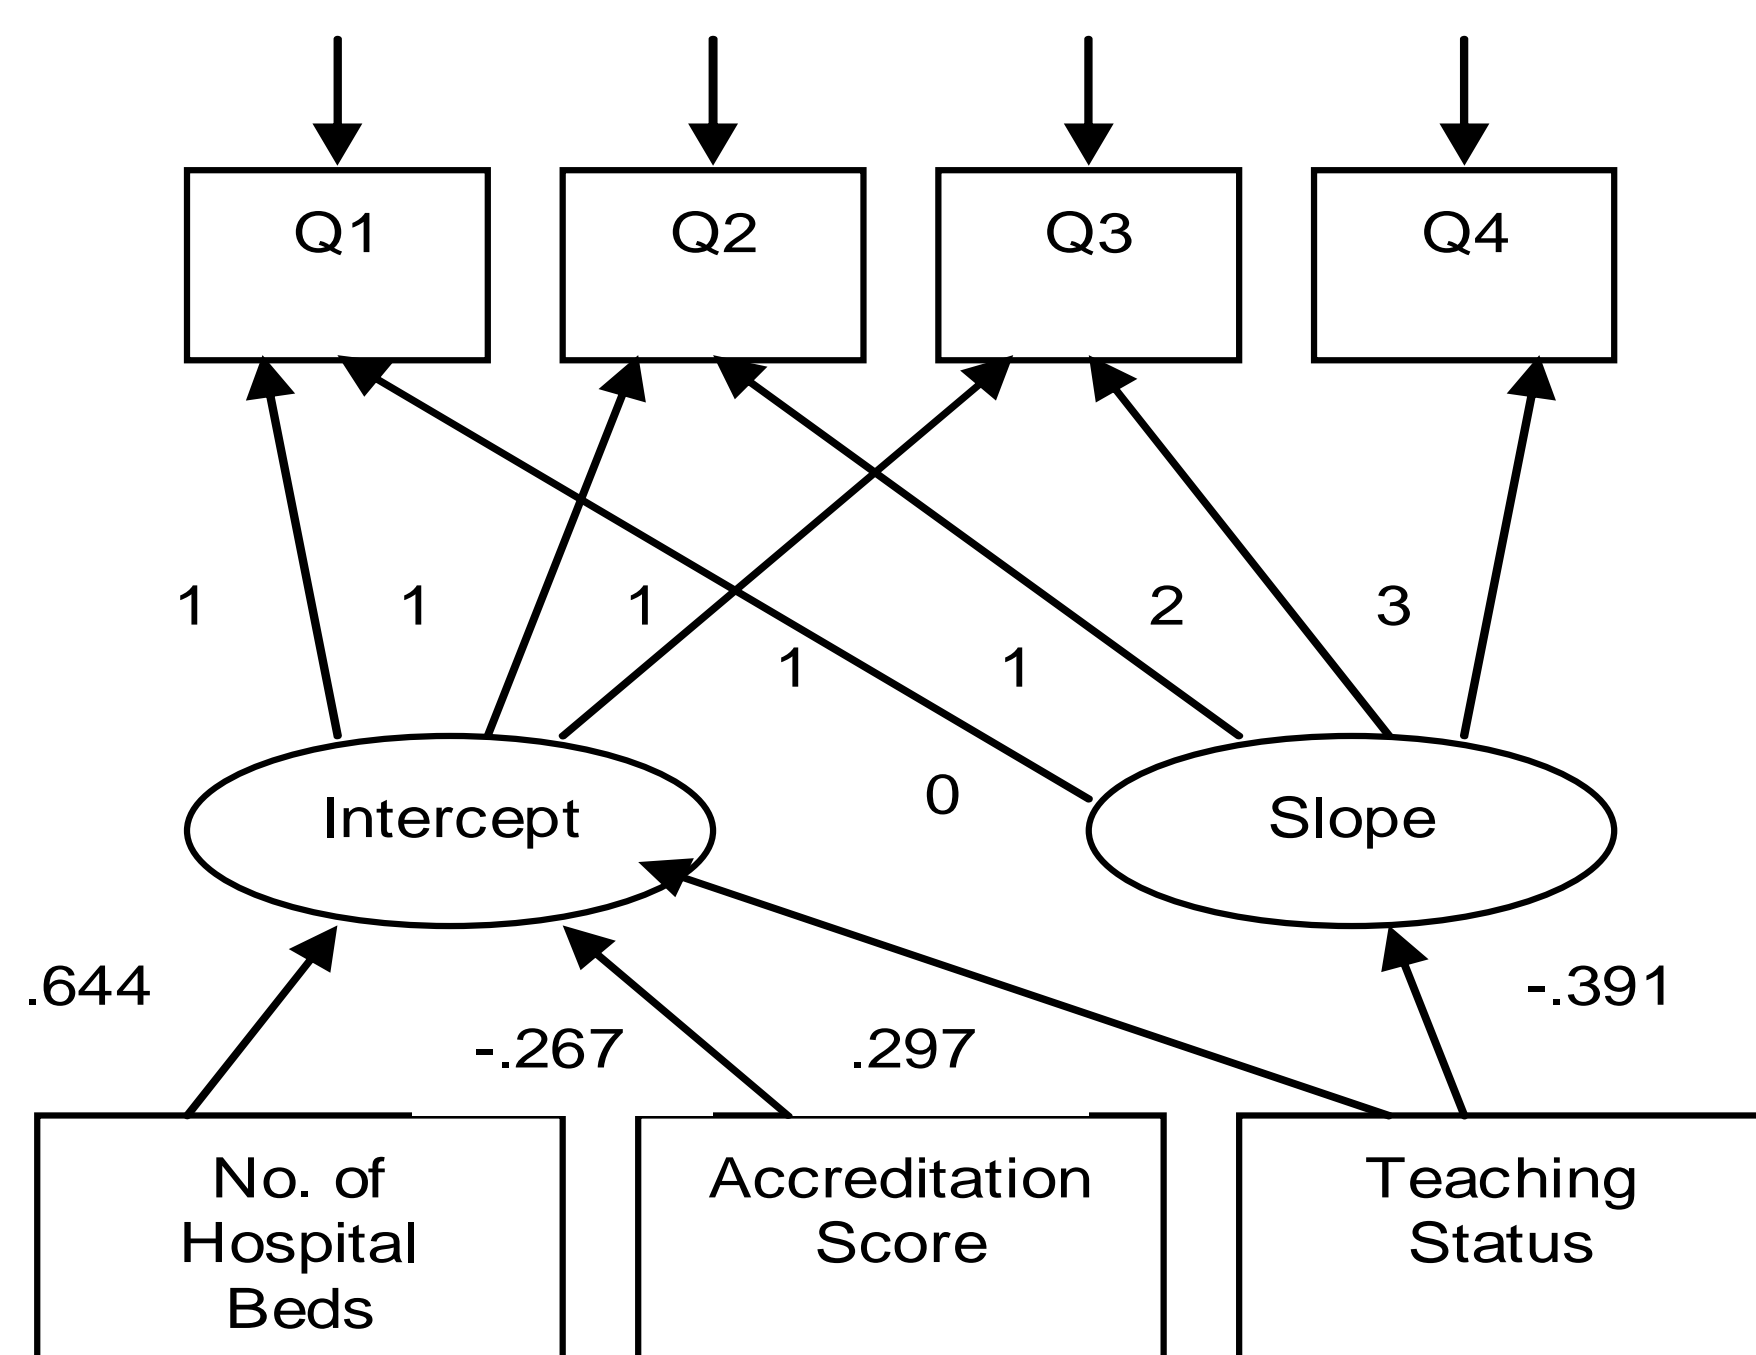 Q1
Q2
Q3
Q4
1
1
1
2
3
1
1
0
Intercept
Slope
.644
-.391
-.267
.297
No. of
Hospital
Beds
Accreditation
Score
Teaching
Status